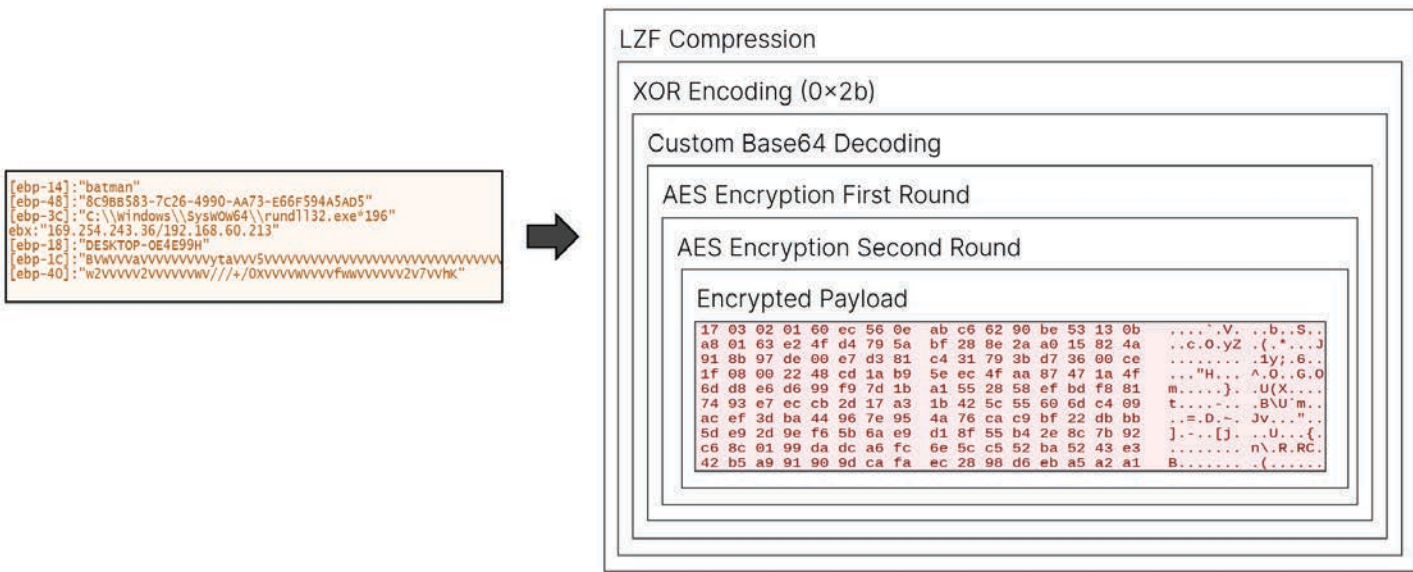 [ebp-14]:"batman"
[ebp-48]:"8C9BB583-7C26-4990-AA73-E66F594A5AD5"
[ebp-3C]:"C:\\Windows\\SysWOW64\\rundll32.exe*196"
ebx:"169.254.243.36/192.168.60.213"
[ebp-18]:"DESKTOP-OE4E99H"
[ebp-1C]:
[ebp-40]:
LZF Compression
XOR Encoding (0×2b)
Custom Base64 Decoding
AES Encryption First Round
AES Encryption Second Round
Encrypted Payload
17 03 02 01 60 ec 56 0e ab c6 62 90 be 53 13 0b ....`.V. ..b..S..
a8 01 63 e2 4f d4 79 5a bf 28 8e 2a a0 15 82 4a ..c.O.yZ .(.*...J
91 8b 97 de 00 e7 d3 81 c4 31 79 3b d7 36 00 ce ........ .1y;.6..
1f 08 00 22 48 cd 1a b9 5e ec 4f aa 87 47 1a 4f ..."H... ^.O..G.O
6d d8 e6 d6 99 f9 7d 1b a1 55 28 58 ef bd f8 81 m.....}. .U(X....
74 93 e7 ec cb 2d 17 a3 1b 42 5c 55 60 6d c4 09 t....-.. .B\U`m..
ac ef 3d ba 44 96 7e 95 4a 76 ca c9 bf 22 db bb ..=.D.~. Jv..."..
5d e9 2d 9e f6 5b 6a e9 d1 8f 55 b4 2e 8c 7b 92 ].-..[j. ..U...{.
c6 8c 01 99 da dc a6 fc 6e 5c c5 52 ba 52 43 e3 ........ n\.R.RC.
42 b5 a9 91 90 9d ca fa ec 28 98 d6 eb a5 a2 a1 B....... .(......